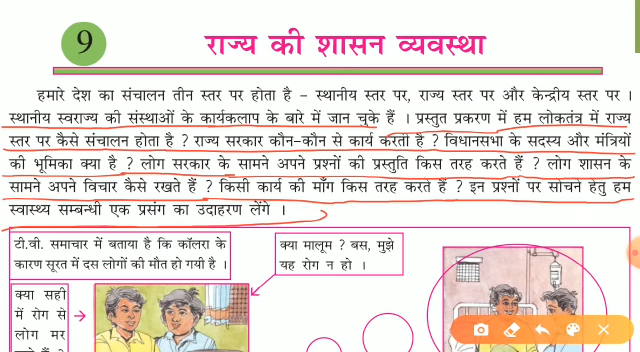 9
राज्य की शासन व्यवस्था
हमारे देश का संचालन तीन स्तर पर होता है – स्थानीय स्तर पर, राज्य स्तर पर और केन्द्रीय स्तर पर ।
स्थानीय स्वराज्य की संस्थाओं के कार्यकलाप के बारे में जान चुके हैं । प्रस्तुत प्रकरण में हम लोकतंत्र में राज्य
स्तर पर कैसे संचालन होता है ? राज्य सरकार कौन-कौन से कार्य करती है ? विधानसभा के सदस्य और मंत्रियों
की भूमिका क्या है ? लोग सरकार के सामने अपने प्रश्नों की प्रस्तुति किस तरह करते हैं ? लोग शासन के
सामने अपने विचार कैसे रखते हैं ? किसी कार्य की माँग किस तरह करते हैं ? इन प्रश्नों पर सोचने हेतु हम
स्वास्थ्य सम्बन्धी एक प्रसंग का उदाहरण लेंगे ।
टी.वी. समाचार में बताया है कि कॉलरा के
कारण सूरत में दस लोगों की मौत हो गयी है ।
क्या मालूम ? बस, मुझे
यह रोग न हो ।
क्या सही
में रोग से
लोग मर